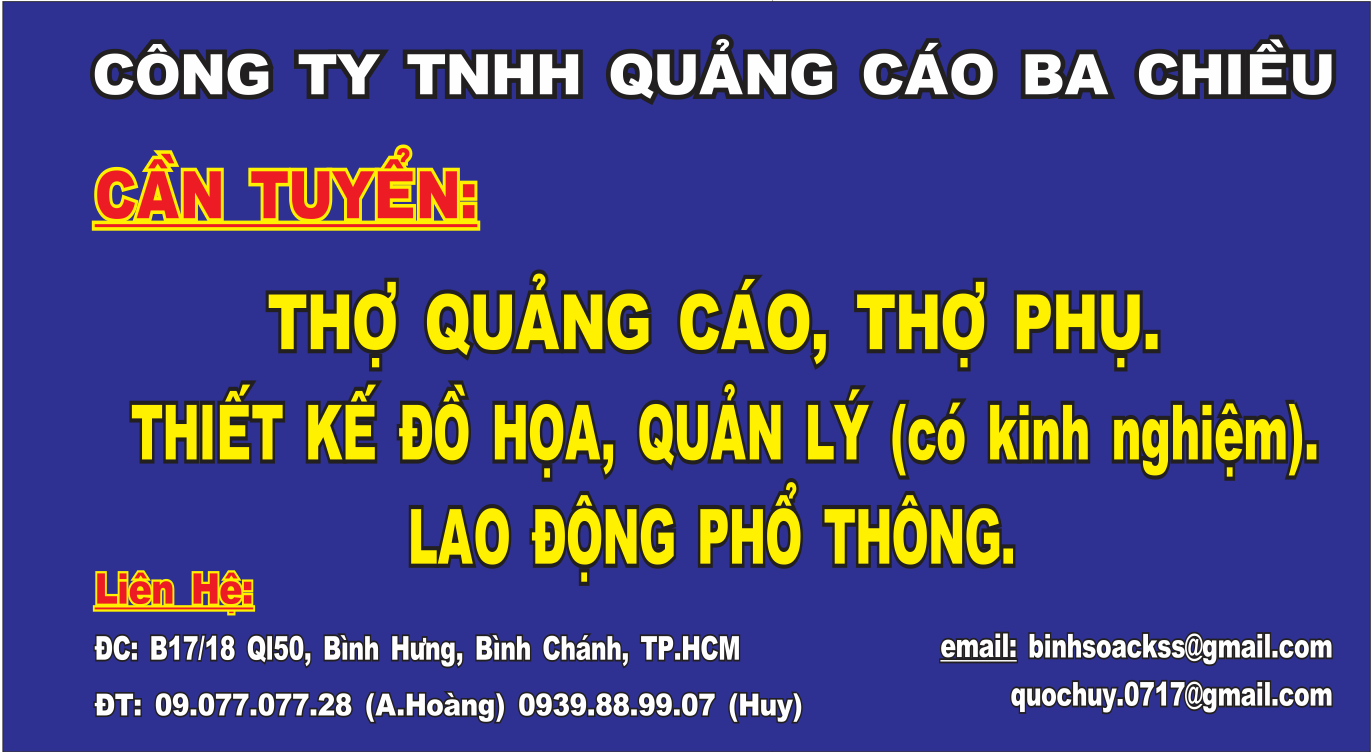 CÔNG TY TNHH QUẢNG CÁO BA CHIỀU
CẦN TUYỂN:
THỢ QUẢNG CÁO, THỢ PHỤ.
THIẾT KẾ ĐỒ HỌA, QUẢN LÝ (có kinh nghiệm).
LAO ĐỘNG PHỔ THÔNG.
Liên Hệ:
ĐC: B17/18 Ql50, Bình Hưng, Bình Chánh, TP.HCM
ĐT: 09.077.077.28 (A.Hoàng) 0939.88.99.07 (Huy)
email: binhsoackss@gmail.com
quochuy.0717@gmail.com